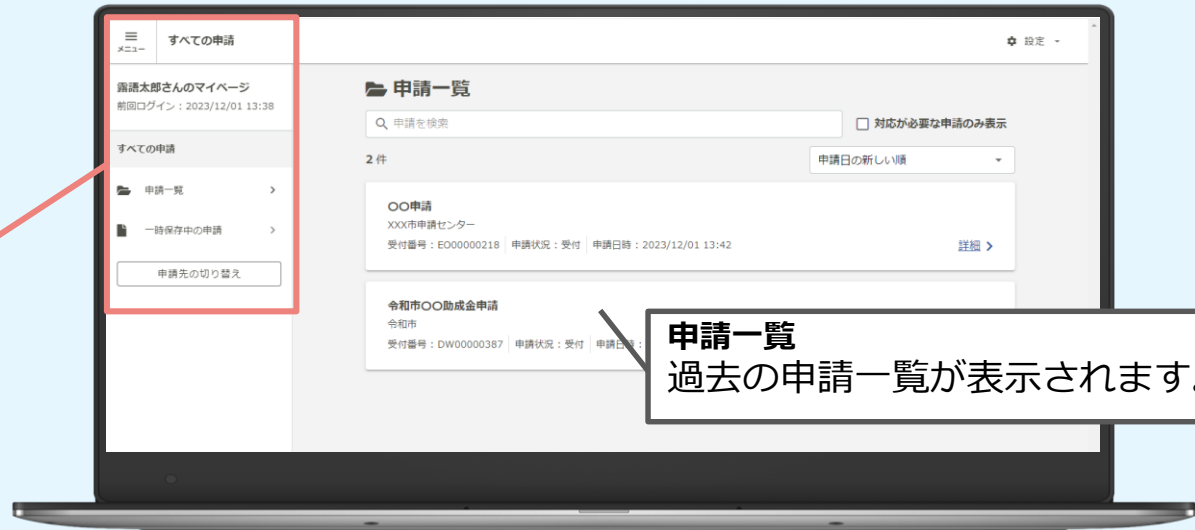 メニュー
すべての申請
設定
露語太郎さんのマイページ
前回ログイン：2023/12/01 13:38
すべての申請
申請一覧
一時保存中の申請
申請先の切り替え
申請一覧
申請を検索
対応が必要な申請のみ表示
2 件
申請日の新しい順
〇〇申請
XXX市申請センター
受付番号：EO00000218 申請状況：受付 申請日時：2023/12/01 13:42
詳細
令和市〇〇助成金申請
令和市
受付番号：DW00000387 申請状況：受付
申請一覧
過去の申請一覧が表示されます。